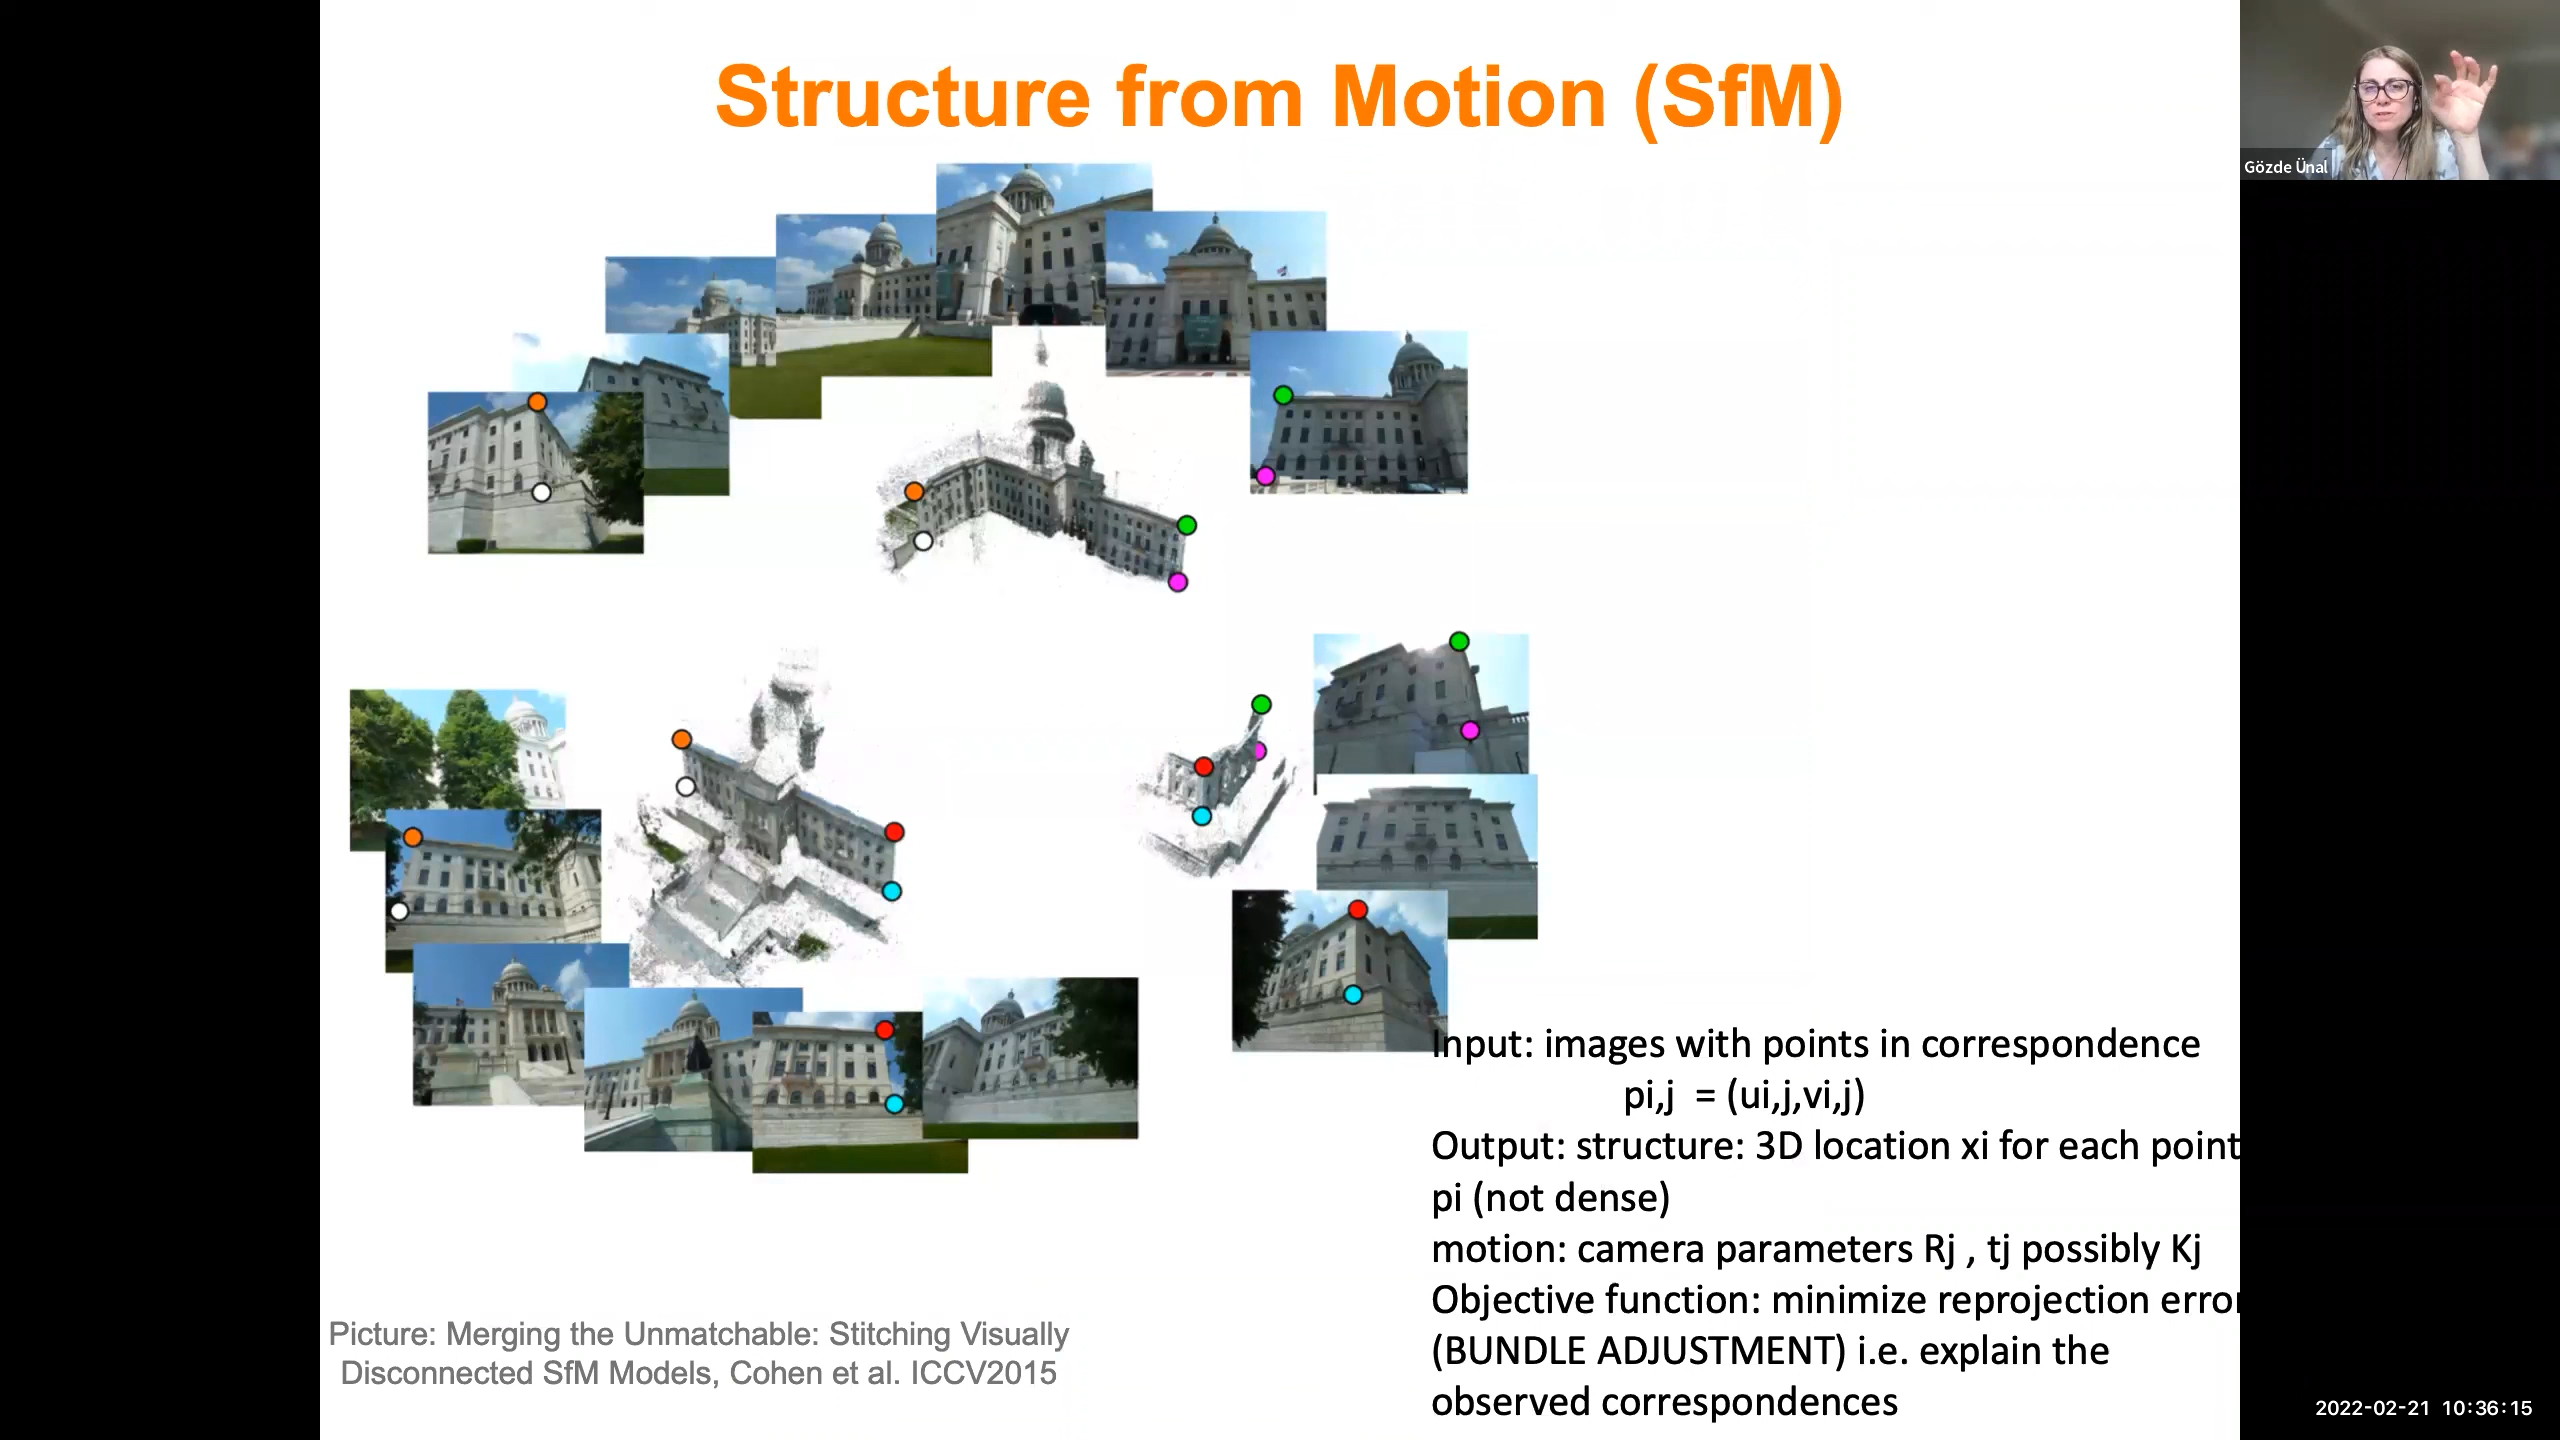 Structure from Motion (SfM)
Gözde Ünal
Input: images with points in correspondence
pi,j = (ui,j,vi,j)
Output: structure: 3D location xi for each point
pi (not dense)
motion: camera parameters Rj , tj possibly Kj
Objective function: minimize reprojection error
(BUNDLE ADJUSTMENT) i.e. explain the
observed correspondences
Picture: Merging the Unmatchable: Stitching Visually
Disconnected SfM Models, Cohen et al. ICCV2015
2022-02-21 10:36:15